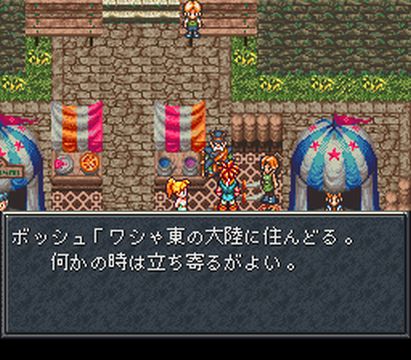 ボッシュ「ワシゃ東の大陸に住んどる。
何かの時は立ち寄るがよい。